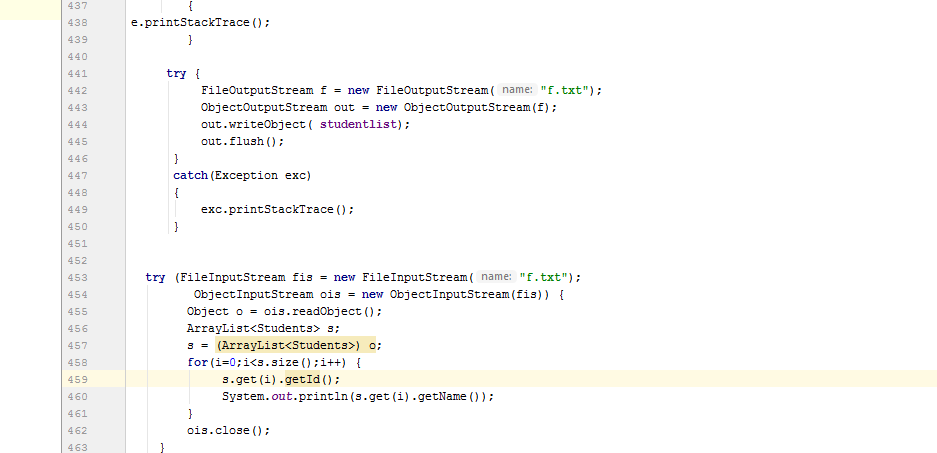 437 {
438 e.printStackTrace();
439 }
440
441 try {
442 FileOutputStream f = new FileOutputStream( name: "f.txt");
443 ObjectOutputStream out = new ObjectOutputStream(f);
444 out.writeObject( studentlist);
445 out.flush();
446 }
447 catch(Exception exc)
448 {
449 exc.printStackTrace();
450 }
451
452
453 try (FileInputStream fis = new FileInputStream( name: "f.txt");
454 ObjectInputStream ois = new ObjectInputStream(fis)) {
455 Object o = ois.readObject();
456 ArrayList<Students> s;
457 s = (ArrayList<Students>) o;
458 for(i=0;i<s.size();i++) {
459 s.get(i).getId();
460 System.out.println(s.get(i).getName());
461 }
462 ois.close();
463 }